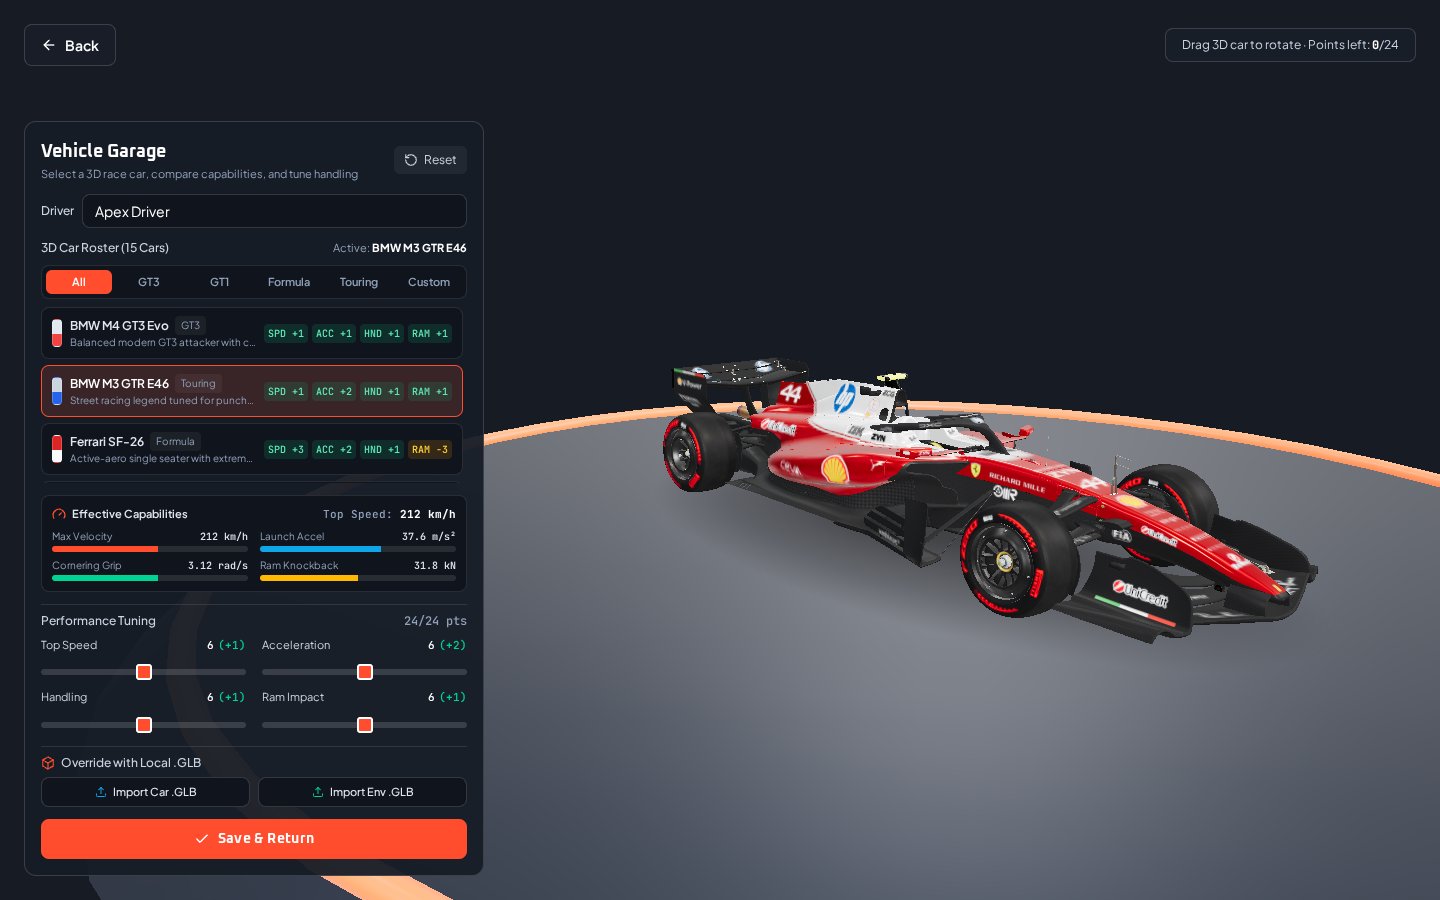 Back
Drag 3D car to rotate · Points left: 0/24
Vehicle Garage
Select a 3D race car, compare capabilities, and tune handling
Reset
Driver
Apex Driver
3D Car Roster (15 Cars)
Active: BMW M3 GTR E46
All GT3 GT1 Formula Touring Custom
BMW M4 GT3 Evo GT3
Balanced modern GT3 attacker with c...
SPD +1 ACC +1 HND +1 RAM +1
BMW M3 GTR E46 Touring
Street racing legend tuned for punch...
SPD +1 ACC +2 HND +1 RAM +1
Ferrari SF-26 Formula
Active-aero single seater with extrem...
SPD +3 ACC +2 HND +1 RAM -3
Effective Capabilities
Top Speed: 212 km/h
Max Velocity 212 km/h
Launch Accel 37.6 m/s²
Cornering Grip 3.12 rad/s
Ram Knockback 31.8 kN
Performance Tuning
24/24 pts
Top Speed 6 (+1)
Acceleration 6 (+2)
Handling 6 (+1)
Ram Impact 6 (+1)
Override with Local .GLB
Import Car .GLB
Import Env .GLB
Save & Return
44
hp
UniCredit
ZYN
RICHARD MILLE
FIA
UniCredit